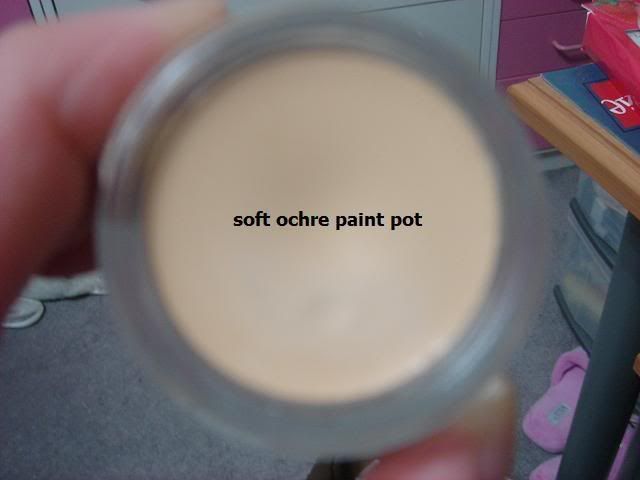 soft ochre paint pot